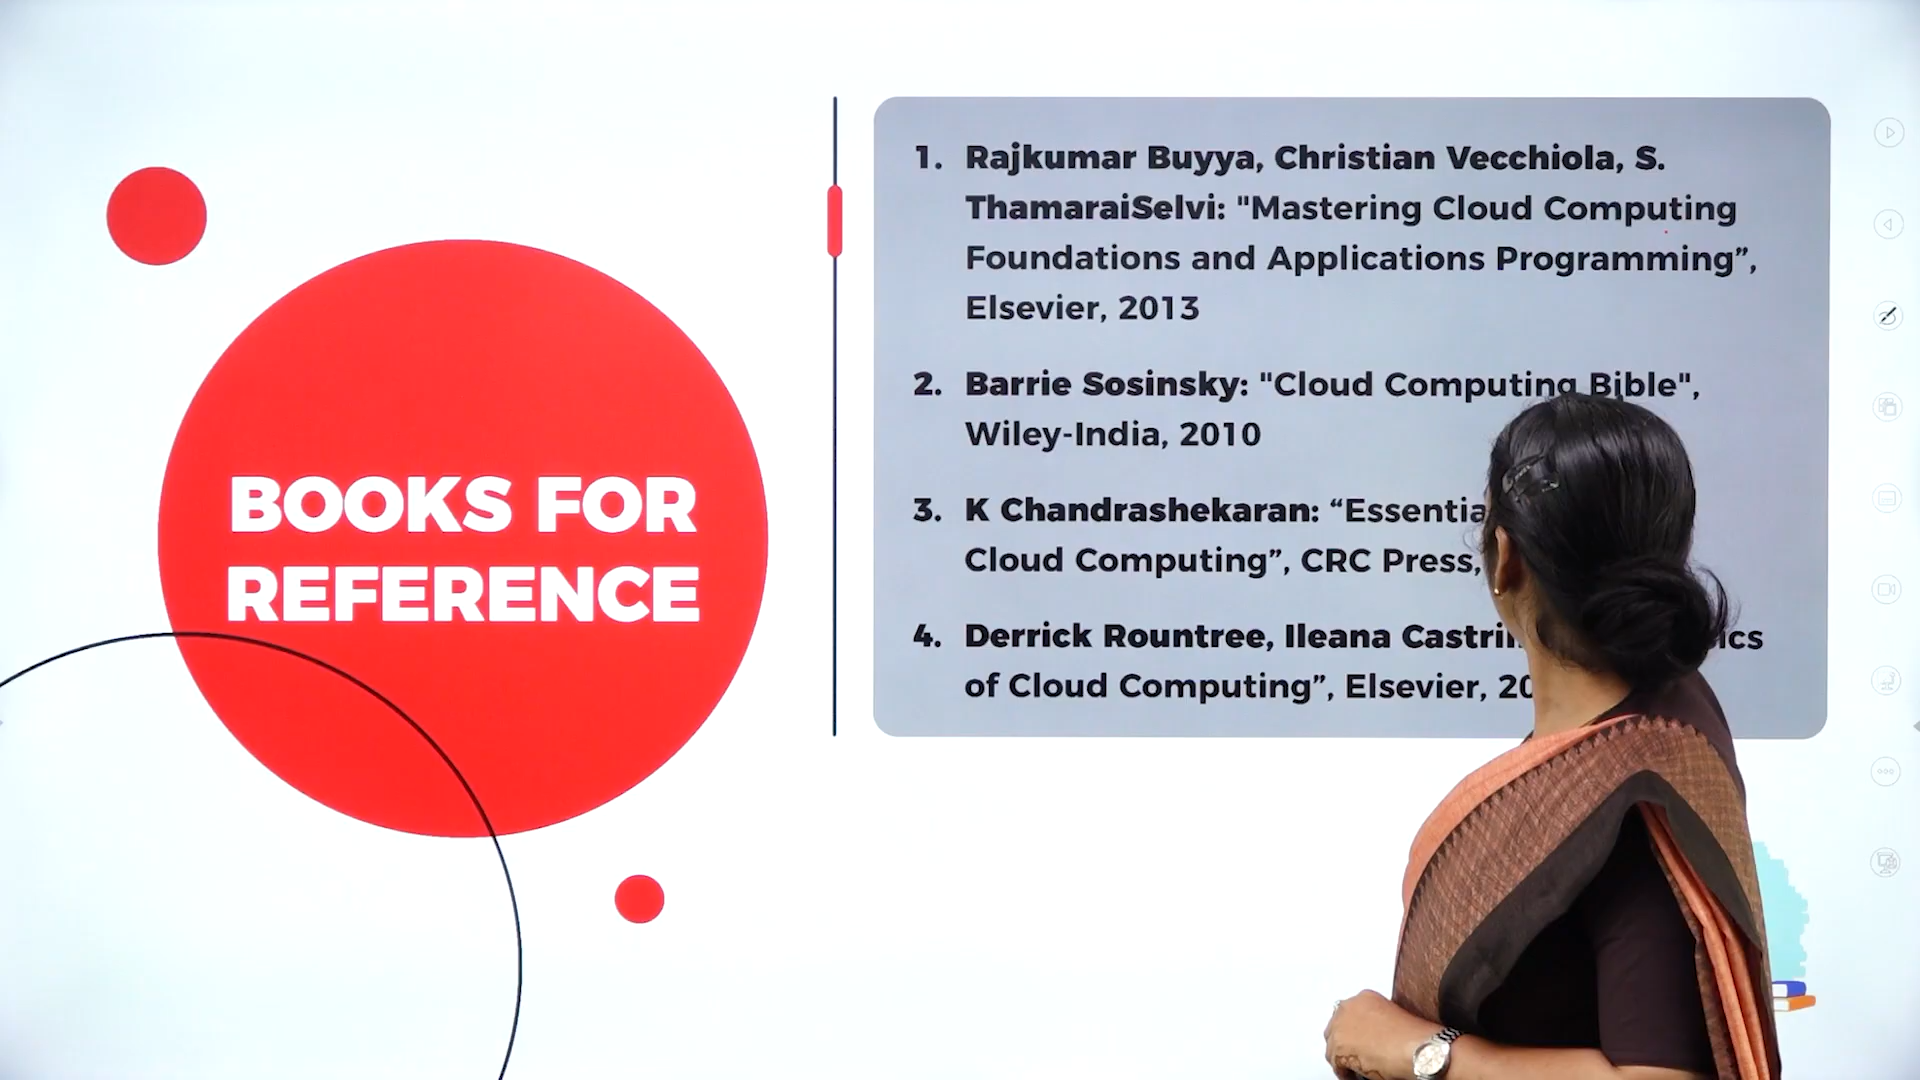 BOOKS FOR
REFERENCE
1. Rajkumar Buyya, Christian Vecchiola, S.
ThamaraiSelvi: "Mastering Cloud Computing
Foundations and Applications Programming”,
Elsevier, 2013
2. Barrie Sosinsky: "Cloud Computing Bible",
Wiley-India, 2010
3. K Chandrashekaran:
Cloud Computing”, CRC Press,
4. Derrick Rountree, Ileana
of Cloud Computing”, Elsevier,